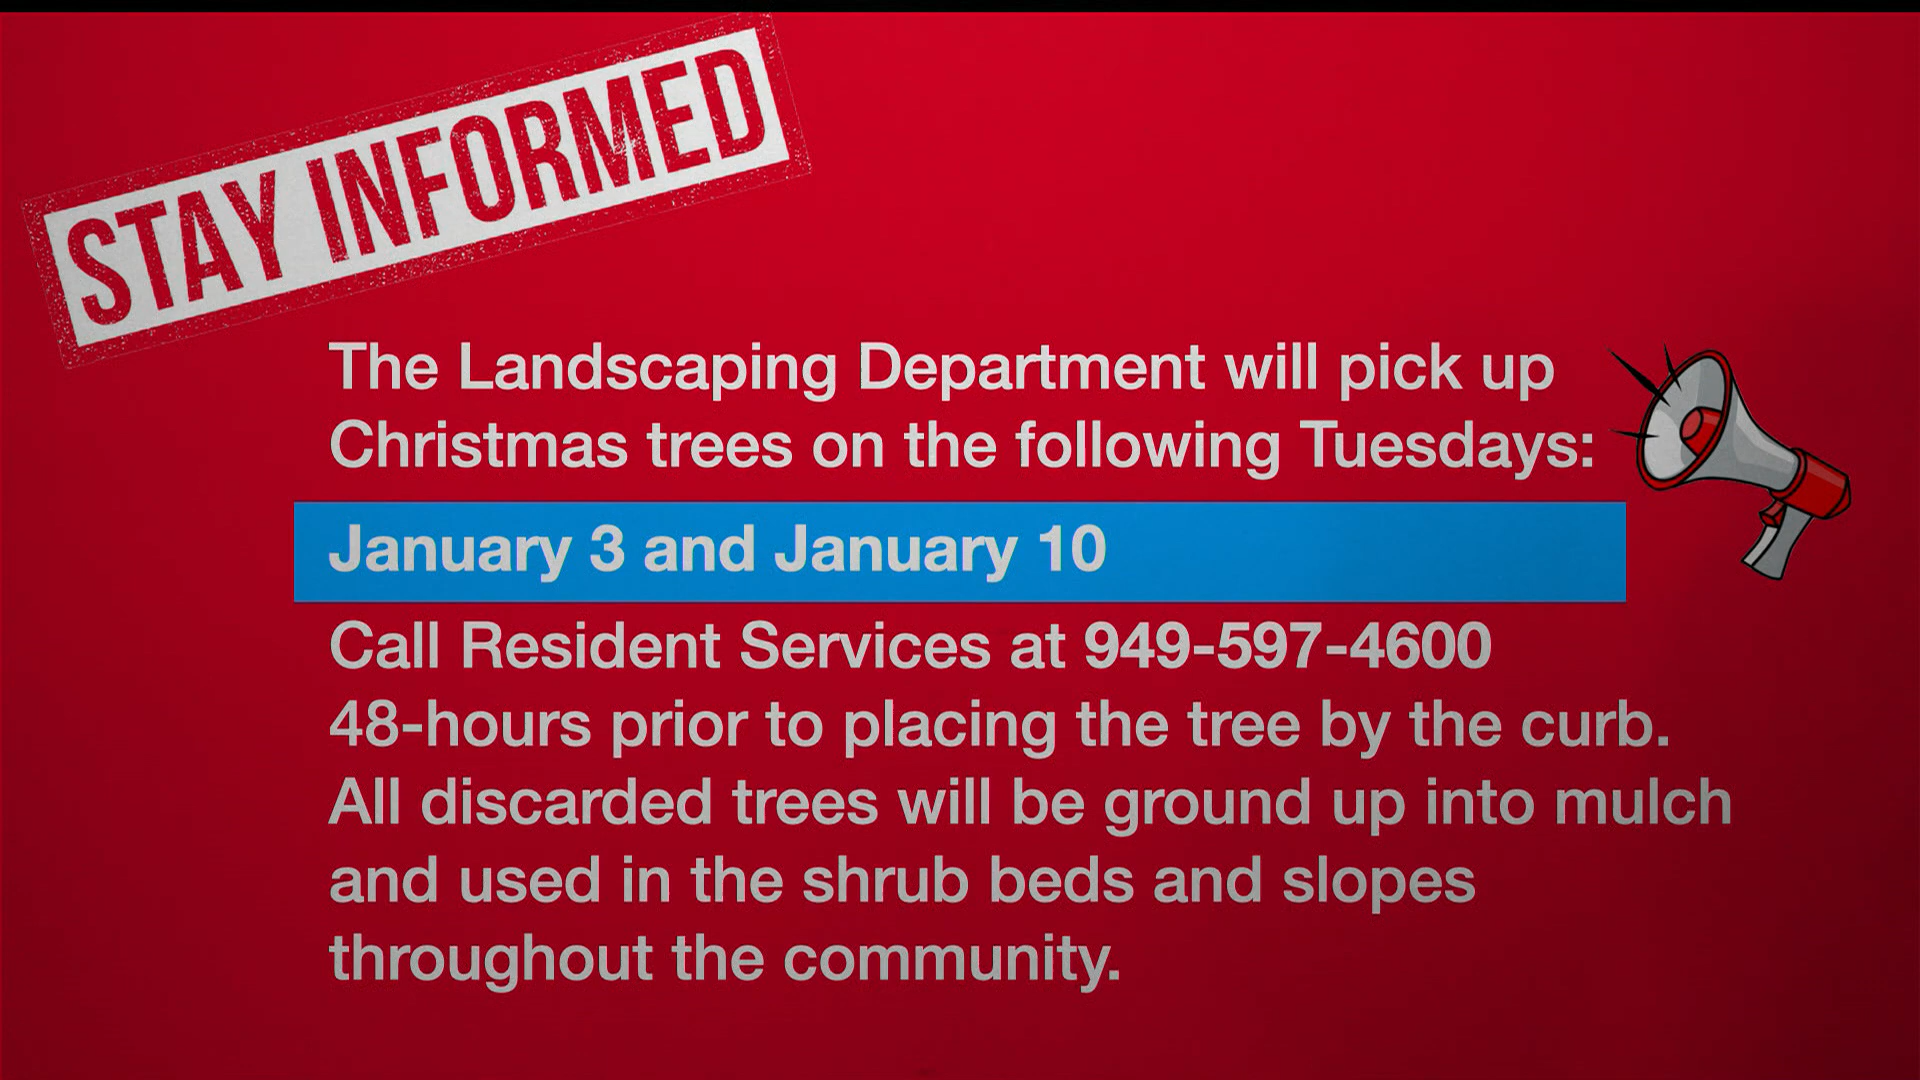 STAY INFORMED
The Landscaping Department will pick up
Christmas trees on the following Tuesdays:
January 3 and January 10
Call Resident Services at 949-597-4600
48-hours prior to placing the tree by the curb.
All discarded trees will be ground up into mulch
and used in the shrub beds and slopes
throughout the community.